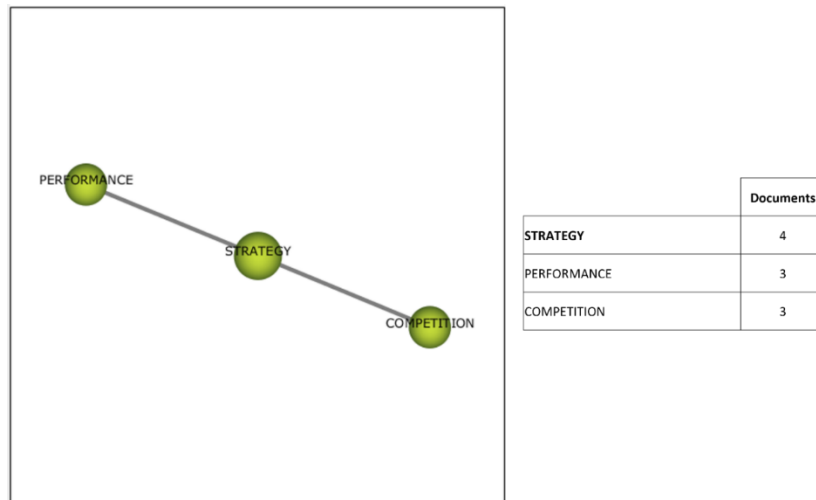 PERFORMANCE
STRATEGY
COMPETITION
Documents
STRATEGY 4
PERFORMANCE 3
COMPETITION 3